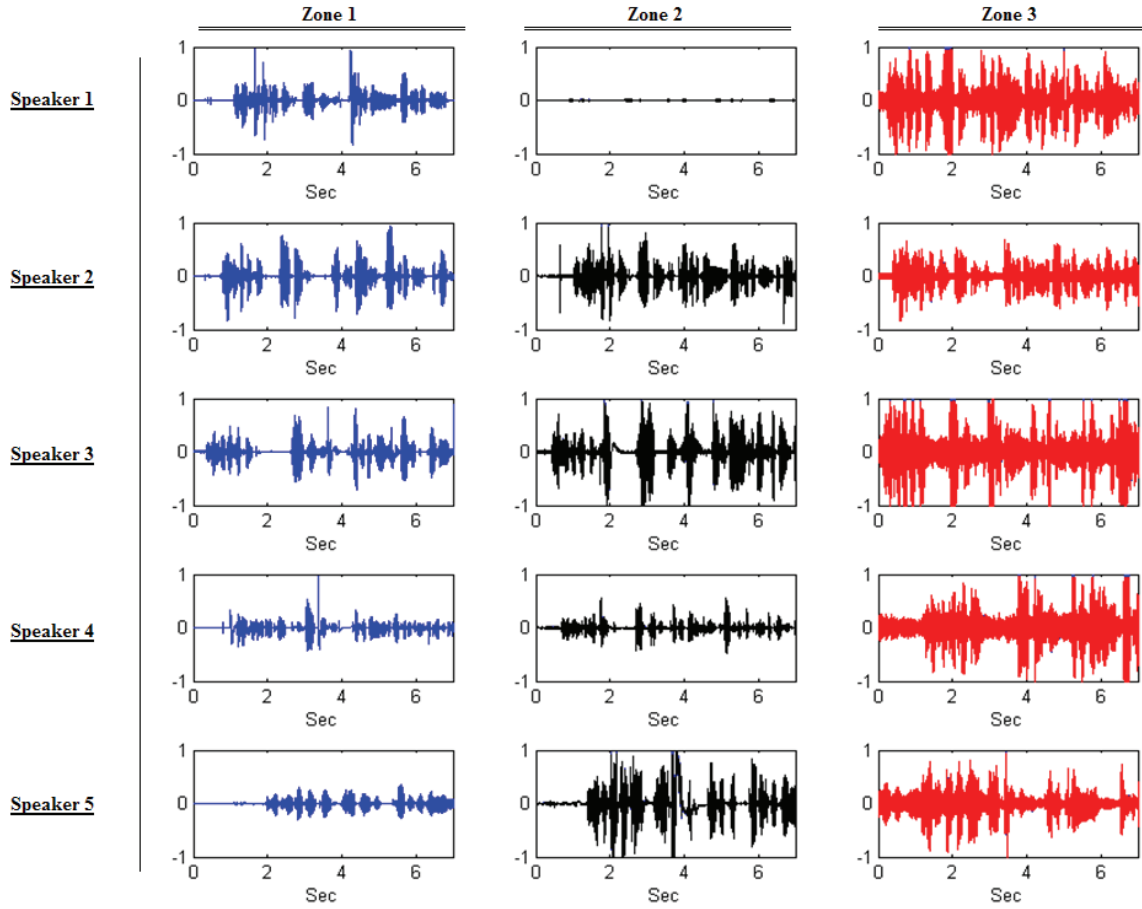 Zone 1 Zone 2 Zone 3
Speaker 1
1 1 1
0 0 0
-1 -1 -1
0 2 4 6 0 2 4 6 0 2 4 6
Sec Sec Sec
Speaker 2
1 1 1
0 0 0
-1 -1 -1
0 2 4 6 0 2 4 6 0 2 4 6
Sec Sec Sec
Speaker 3
1 1 1
0 0 0
-1 -1 -1
0 2 4 6 0 2 4 6 0 2 4 6
Sec Sec Sec
Speaker 4
1 1 1
0 0 0
-1 -1 -1
0 2 4 6 0 2 4 6 0 2 4 6
Sec Sec Sec
Speaker 5
1 1 1
0 0 0
-1 -1 -1
0 2 4 6 0 2 4 6 0 2 4 6
Sec Sec Sec